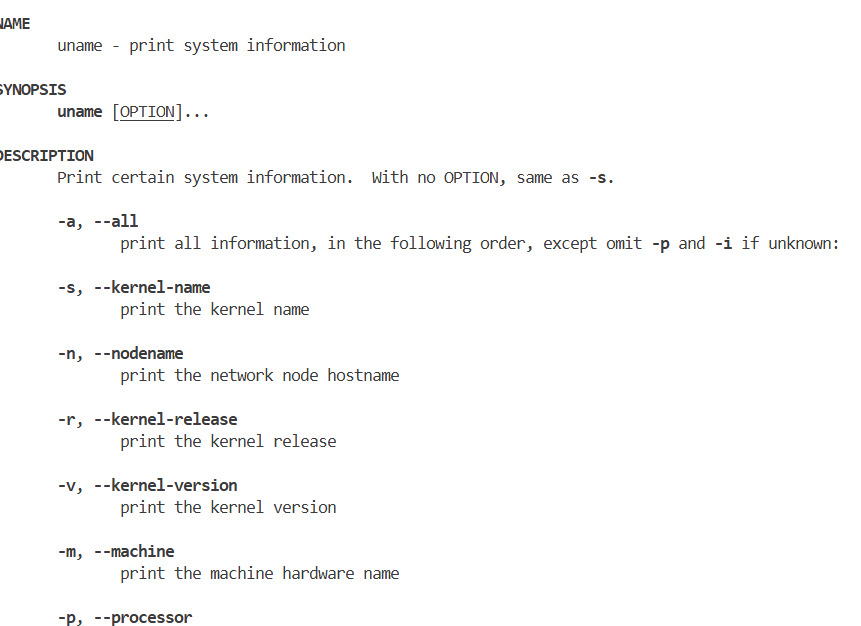 NAME
uname - print system information
SYNOPSIS
uname [OPTION]...
DESCRIPTION
Print certain system information.  With no OPTION, same as -s.
-a, --all
print all information, in the following order, except omit -p and -i if unknown:
-s, --kernel-name
print the kernel name
-n, --nodename
print the network node hostname
-r, --kernel-release
print the kernel release
-v, --kernel-version
print the kernel version
-m, --machine
print the machine hardware name
-p, --processor